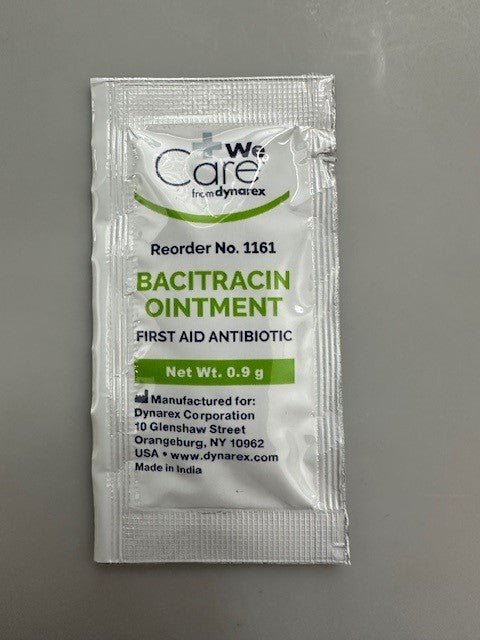 We
Care
from dynarex
Reorder No. 1161
BACITRACIN
OINTMENT
FIRST AID ANTIBIOTIC
Net Wt. 0.9 g
Manufactured for:
Dynarex Corporation
10 Glenshaw Street
Orangeburg, NY 10962
USA • www.dynarex.com
Made in India